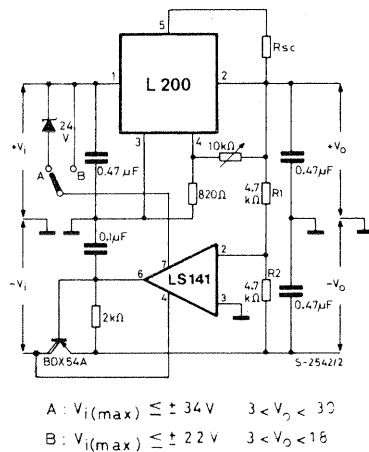 5
Rsc
1
L 200
2
3
4
24
V
10kΩ
+Vi
A
B
0.47µF
820Ω
4.7
kΩ
R1
0.47µF
+Vo
0.1µF
7
2
6
LS141
4
3
4.7
kΩ
R2
-Vi
2kΩ
0.47µF
-Vo
BDX54A
S-2542/2
A : Vi(max) ≤ ± 34 V 3 < Vo < 30
B : Vi(max) ≤ ± 22 V 3 < Vo < 18